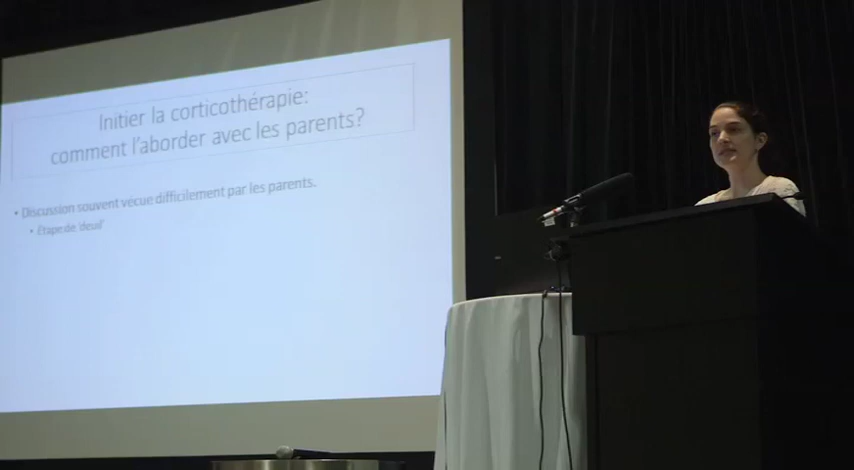 Initier la corticothérapie:
comment l'aborder avec les parents?
• Discussion souvent vécue difficilement par les parents.
• Étape de 'deuil'